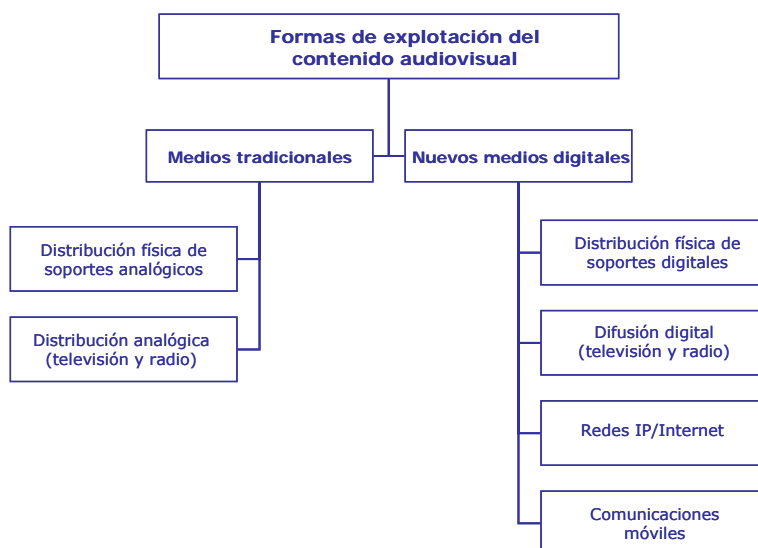 Formas de explotación del
contenido audiovisual
Medios tradicionales
Nuevos medios digitales
Distribución física de
soportes analógicos
Distribución analógica
(televisión y radio)
Distribución física de
soportes digitales
Difusión digital
(televisión y radio)
Redes IP/Internet
Comunicaciones
móviles